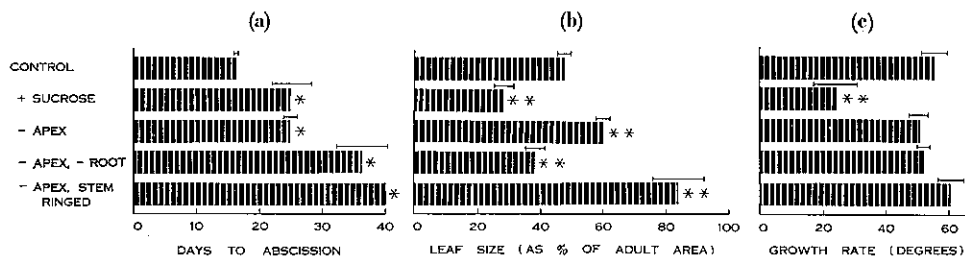 (a) (b) (c)
CONTROL
+ SUCROSE * * * * *
- APEX * * *
- APEX, - ROOT * * *
- APEX, STEM * * *
RINGED
0 10 20 30 40 0 20 40 60 80 100 0 20 40 60
DAYS TO ABSCISSION LEAF SIZE (AS % OF ADULT AREA) GROWTH RATE (DEGREES)